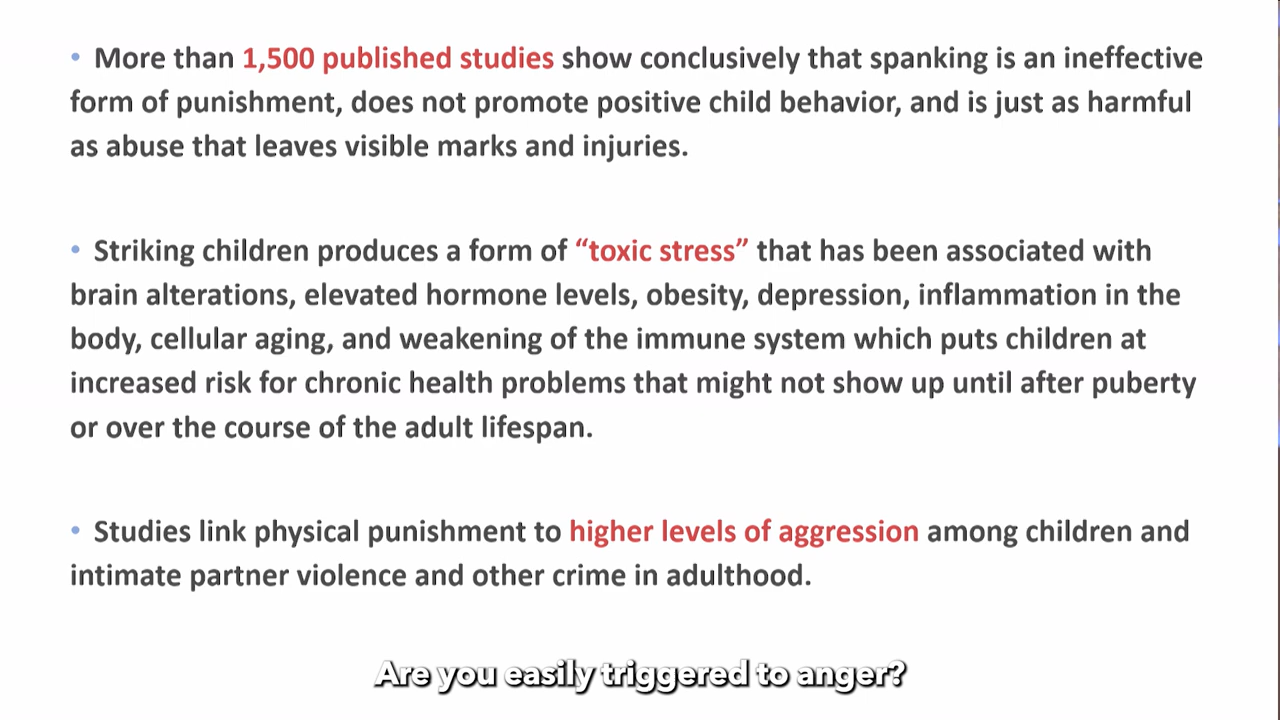 • More than 1,500 published studies show conclusively that spanking is an ineffective
form of punishment, does not promote positive child behavior, and is just as harmful
as abuse that leaves visible marks and injuries.
• Striking children produces a form of “toxic stress” that has been associated with
brain alterations, elevated hormone levels, obesity, depression, inflammation in the
body, cellular aging, and weakening of the immune system which puts children at
increased risk for chronic health problems that might not show up until after puberty
or over the course of the adult lifespan.
• Studies link physical punishment to higher levels of aggression among children and
intimate partner violence and other crime in adulthood.
Are you easily triggered to anger?